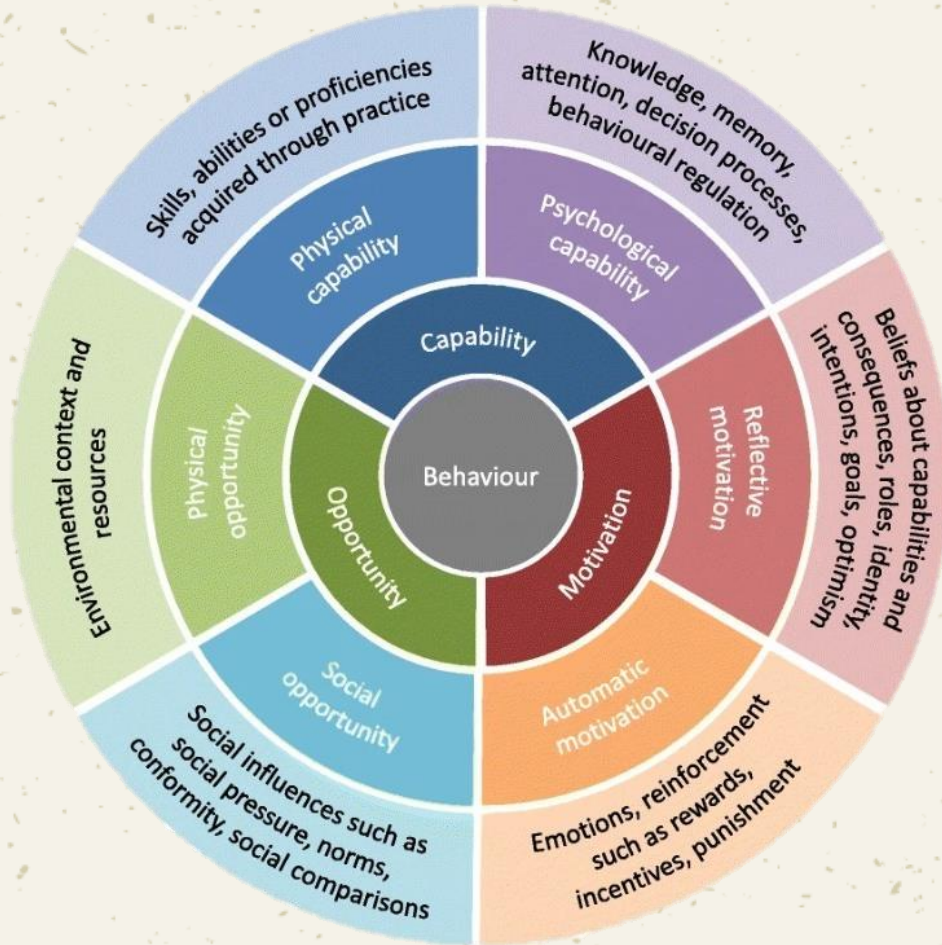 Behaviour
Capability
Opportunity
Motivation
Physical
capability
Psychological
capability
Reflective
motivation
Automatic
motivation
Social
opportunity
Physical
opportunity
Skills, abilities or proficiencies
acquired through practice
Knowledge, memory,
attention, decision processes,
behavioural regulation
Beliefs about capabilities and
consequences, roles, identity,
intentions, goals, optimism
Emotions, reinforcement
such as rewards,
incentives, punishment
Social influences such as
social pressure, norms,
conformity, social comparisons
Environmental context and
resources